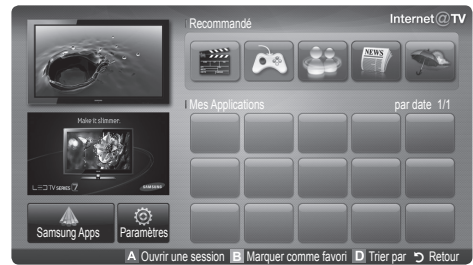 Internet@TV
Recommandé
NEWS
Mes Applications par date 1/1
Make it slimmer.
LED TV SERIES 7 SAMSUNG
Samsung Apps Paramètres
A Ouvrir une session B Marquer comme favori D Trier par Retour